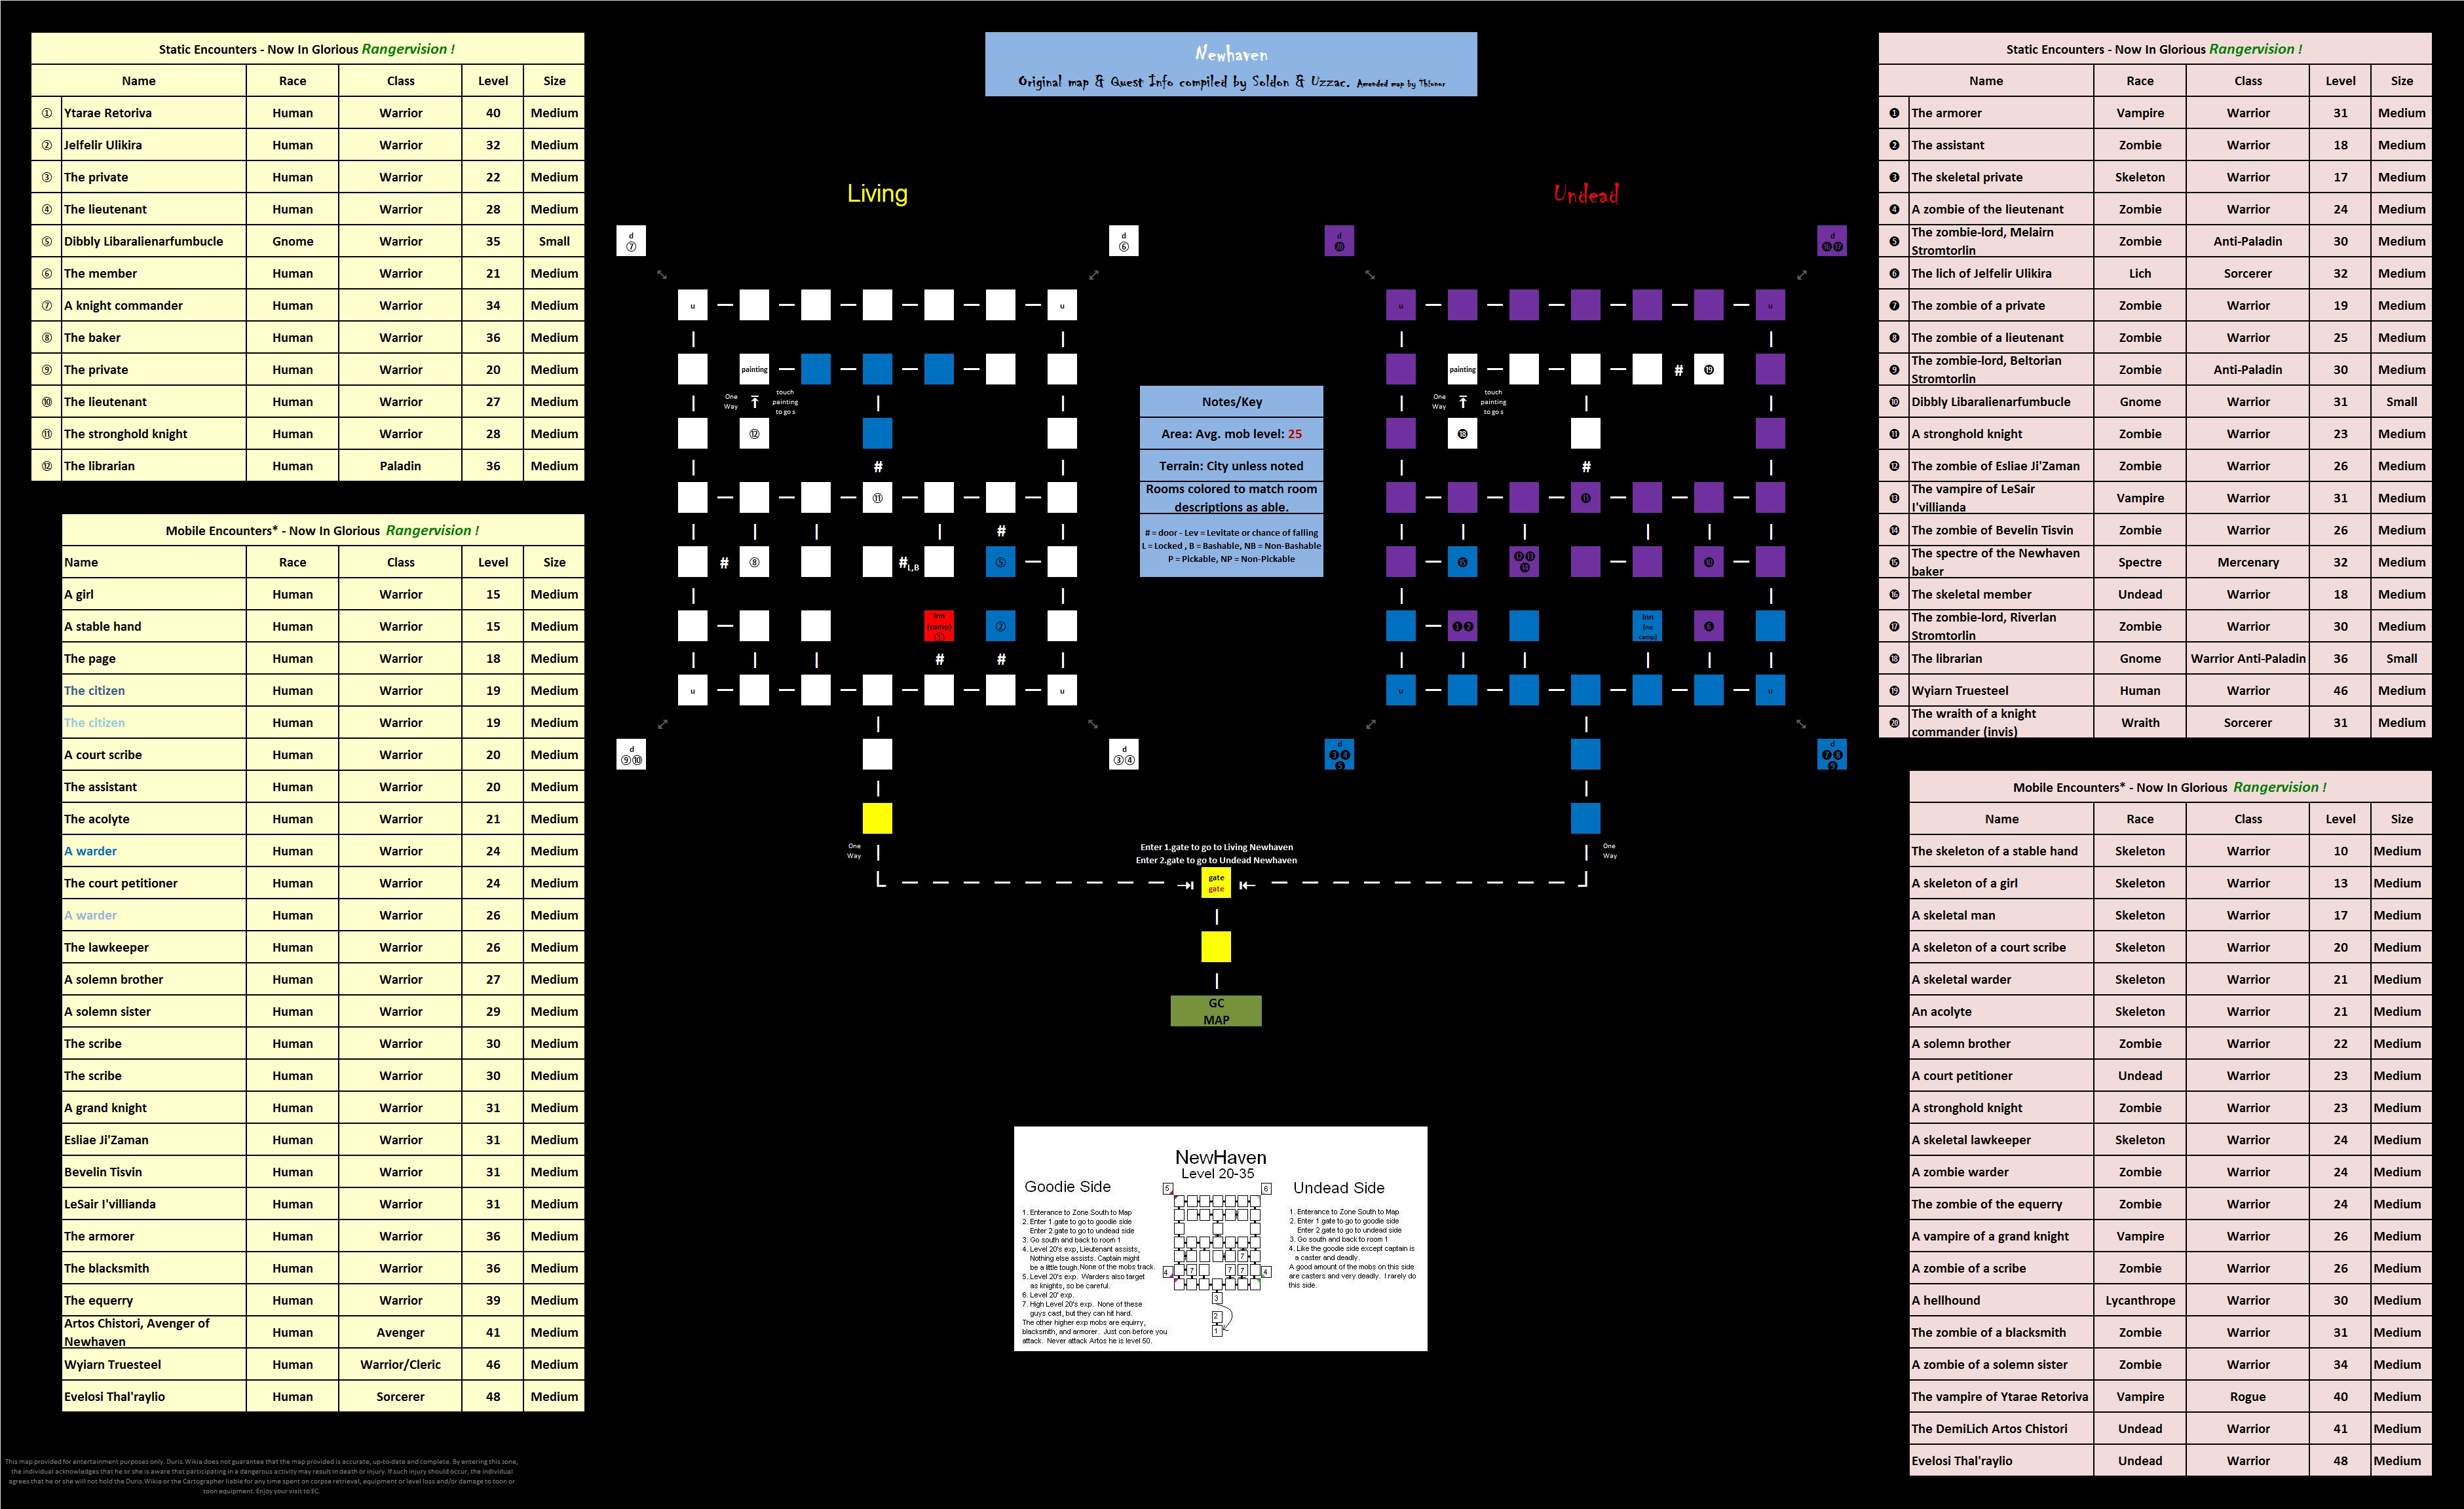 Newhaven
Original map & Quest Info compiled by Soldon & Uzzac. Amended map by Thionor
Static Encounters - Now In Glorious Rangervision !
Name Race Class Level Size
① Ytarae Retoriva Human Warrior 40 Medium
② Jelfelir Ulikira Human Warrior 32 Medium
③ The private Human Warrior 22 Medium
④ The lieutenant Human Warrior 28 Medium
⑤ Dibbly Libaralienarfumbucle Gnome Warrior 35 Small
⑥ The member Human Warrior 21 Medium
⑦ A knight commander Human Warrior 34 Medium
⑧ The baker Human Warrior 36 Medium
⑨ The private Human Warrior 20 Medium
⑩ The lieutenant Human Warrior 27 Medium
⑪ The stronghold knight Human Warrior 28 Medium
⑫ The librarian Human Paladin 36 Medium
Mobile Encounters* - Now In Glorious Rangervision !
Name Race Class Level Size
A girl Human Warrior 15 Medium
A stable hand Human Warrior 15 Medium
The page Human Warrior 18 Medium
The citizen Human Warrior 19 Medium
The citizen Human Warrior 19 Medium
A court scribe Human Warrior 20 Medium
The assistant Human Warrior 20 Medium
The acolyte Human Warrior 21 Medium
A warder Human Warrior 24 Medium
The court petitioner Human Warrior 24 Medium
A warder Human Warrior 26 Medium
The lawkeeper Human Warrior 26 Medium
A solemn brother Human Warrior 27 Medium
A solemn sister Human Warrior 29 Medium
The scribe Human Warrior 30 Medium
The scribe Human Warrior 30 Medium
A grand knight Human Warrior 31 Medium
Esliae Ji'Zaman Human Warrior 31 Medium
Bevelin Tisvin Human Warrior 31 Medium
LeSair I'villianda Human Warrior 31 Medium
The armorer Human Warrior 36 Medium
The blacksmith Human Warrior 36 Medium
The equerry Human Warrior 39 Medium
Artos Chistori, Avenger of
Newhaven Human Avenger 41 Medium
Wyiarn Truesteel Human Warrior/Cleric 46 Medium
Evelosi Thal'raylio Human Sorcerer 48 Medium
This map provided for entertainment purposes only. Duris.Wikia does not guarantee that the map provided is accurate, up-to-date and complete. By entering this zone,
the individual acknowledges that he or she is aware that participating in a dangerous activity may result in death or injury. If such injury should occur, the individual
agrees that he or she will not hold the Duris.Wikia or the Cartographer liable for any time spent on corpse retrieval, equipment or level loss and/or damage to toon or
toon equipment. Enjoy your visit to EC.
Living
d
⑦
d
⑥
u
u
painting
One
Way
touch
painting
to go s
⑫
#
⑪
#
#
⑧
#L,B
⑤
Inn
(camp)
①
②
#
#
u
u
d
⑨⑩
d
③④
One
Way
Notes/Key
Area: Avg. mob level: 25
Terrain: City unless noted
Rooms colored to match room
descriptions as able.
# = door - Lev = Levitate or chance of falling
L = Locked , B = Bashable, NB = Non-Bashable
P = Pickable, NP = Non-Pickable
Undead
d
⓴
d
⓰⓱
u
u
painting
#
⓳
One
Way
touch
painting
to go s
⓲
#
⓫
⓯
⓬⓭
⓮
❿
❶❷
Inn
(no
camp)
❻
u
u
d
❸❹
❺
d
❼❽
❾
One
Way
Enter 1.gate to go to Living Newhaven
Enter 2.gate to go to Undead Newhaven
gate
gate
GC
MAP
NewHaven
Level 20-35
Goodie Side
1. Enterance to Zone South to Map
2. Enter 1.gate to go to goodie side
Enter 2.gate to go to undead side
3. Go south and back to room 1
4. Level 20's exp, Lieutenant assists,
Nothing else assists. Captain might
be a little tough. None of the mobs track.
5. Level 20's exp. Warders also target
as knights, so be careful.
6. Level 20' exp.
7. High Level 20's exp. None of these
guys cast, but they can hit hard.
The other higher exp mobs are equirry,
blacksmith, and armorer. Just con before you
attack. Never attack Artos he is level 50.
5
6
7
4
7
7
7
4
3
2
1
Undead Side
1. Enterance to Zone South to Map
2. Enter 1.gate to go to goodie side
Enter 2.gate to go to undead side
3. Go south and back to room 1
4. Like the goodie side except captain is
a caster and deadly.
A good amount of the mobs on this side
are casters and very deadly. I rarely do
this side.
Static Encounters - Now In Glorious Rangervision !
Name Race Class Level Size
❶ The armorer Vampire Warrior 31 Medium
❷ The assistant Zombie Warrior 18 Medium
❸ The skeletal private Skeleton Warrior 17 Medium
❹ A zombie of the lieutenant Zombie Warrior 24 Medium
❺ The zombie-lord, Melairn
Stromtorlin Zombie Anti-Paladin 30 Medium
❻ The lich of Jelfelir Ulikira Lich Sorcerer 32 Medium
❼ The zombie of a private Zombie Warrior 19 Medium
❽ The zombie of a lieutenant Zombie Warrior 25 Medium
❾ The zombie-lord, Beltorian
Stromtorlin Zombie Anti-Paladin 30 Medium
❿ Dibbly Libaralienarfumbucle Gnome Warrior 31 Small
⓫ A stronghold knight Zombie Warrior 23 Medium
⓬ The zombie of Esliae Ji'Zaman Zombie Warrior 26 Medium
⓭ The vampire of LeSair
I'villianda Vampire Warrior 31 Medium
⓮ The zombie of Bevelin Tisvin Zombie Warrior 26 Medium
⓯ The spectre of the Newhaven
baker Spectre Mercenary 32 Medium
⓰ The skeletal member Undead Warrior 18 Medium
⓱ The zombie-lord, Riverlan
Stromtorlin Zombie Warrior 30 Medium
⓲ The librarian Gnome Warrior Anti-Paladin 36 Small
⓳ Wyiarn Truesteel Human Warrior 46 Medium
⓴ The wraith of a knight
commander (invis) Wraith Sorcerer 31 Medium
Mobile Encounters* - Now In Glorious Rangervision !
Name Race Class Level Size
The skeleton of a stable hand Skeleton Warrior 10 Medium
A skeleton of a girl Skeleton Warrior 13 Medium
A skeletal man Skeleton Warrior 17 Medium
A skeleton of a court scribe Skeleton Warrior 20 Medium
A skeletal warder Skeleton Warrior 21 Medium
An acolyte Skeleton Warrior 21 Medium
A solemn brother Zombie Warrior 22 Medium
A court petitioner Undead Warrior 23 Medium
A stronghold knight Zombie Warrior 23 Medium
A skeletal lawkeeper Skeleton Warrior 24 Medium
A zombie warder Zombie Warrior 24 Medium
The zombie of the equerry Zombie Warrior 24 Medium
A vampire of a grand knight Vampire Warrior 26 Medium
A zombie of a scribe Zombie Warrior 26 Medium
A hellhound Lycanthrope Warrior 30 Medium
The zombie of a blacksmith Zombie Warrior 31 Medium
A zombie of a solemn sister Zombie Warrior 34 Medium
The vampire of Ytarae Retoriva Vampire Rogue 40 Medium
The DemiLich Artos Chistori Undead Warrior 41 Medium
Evelosi Thal'raylio Undead Warrior 48 Medium